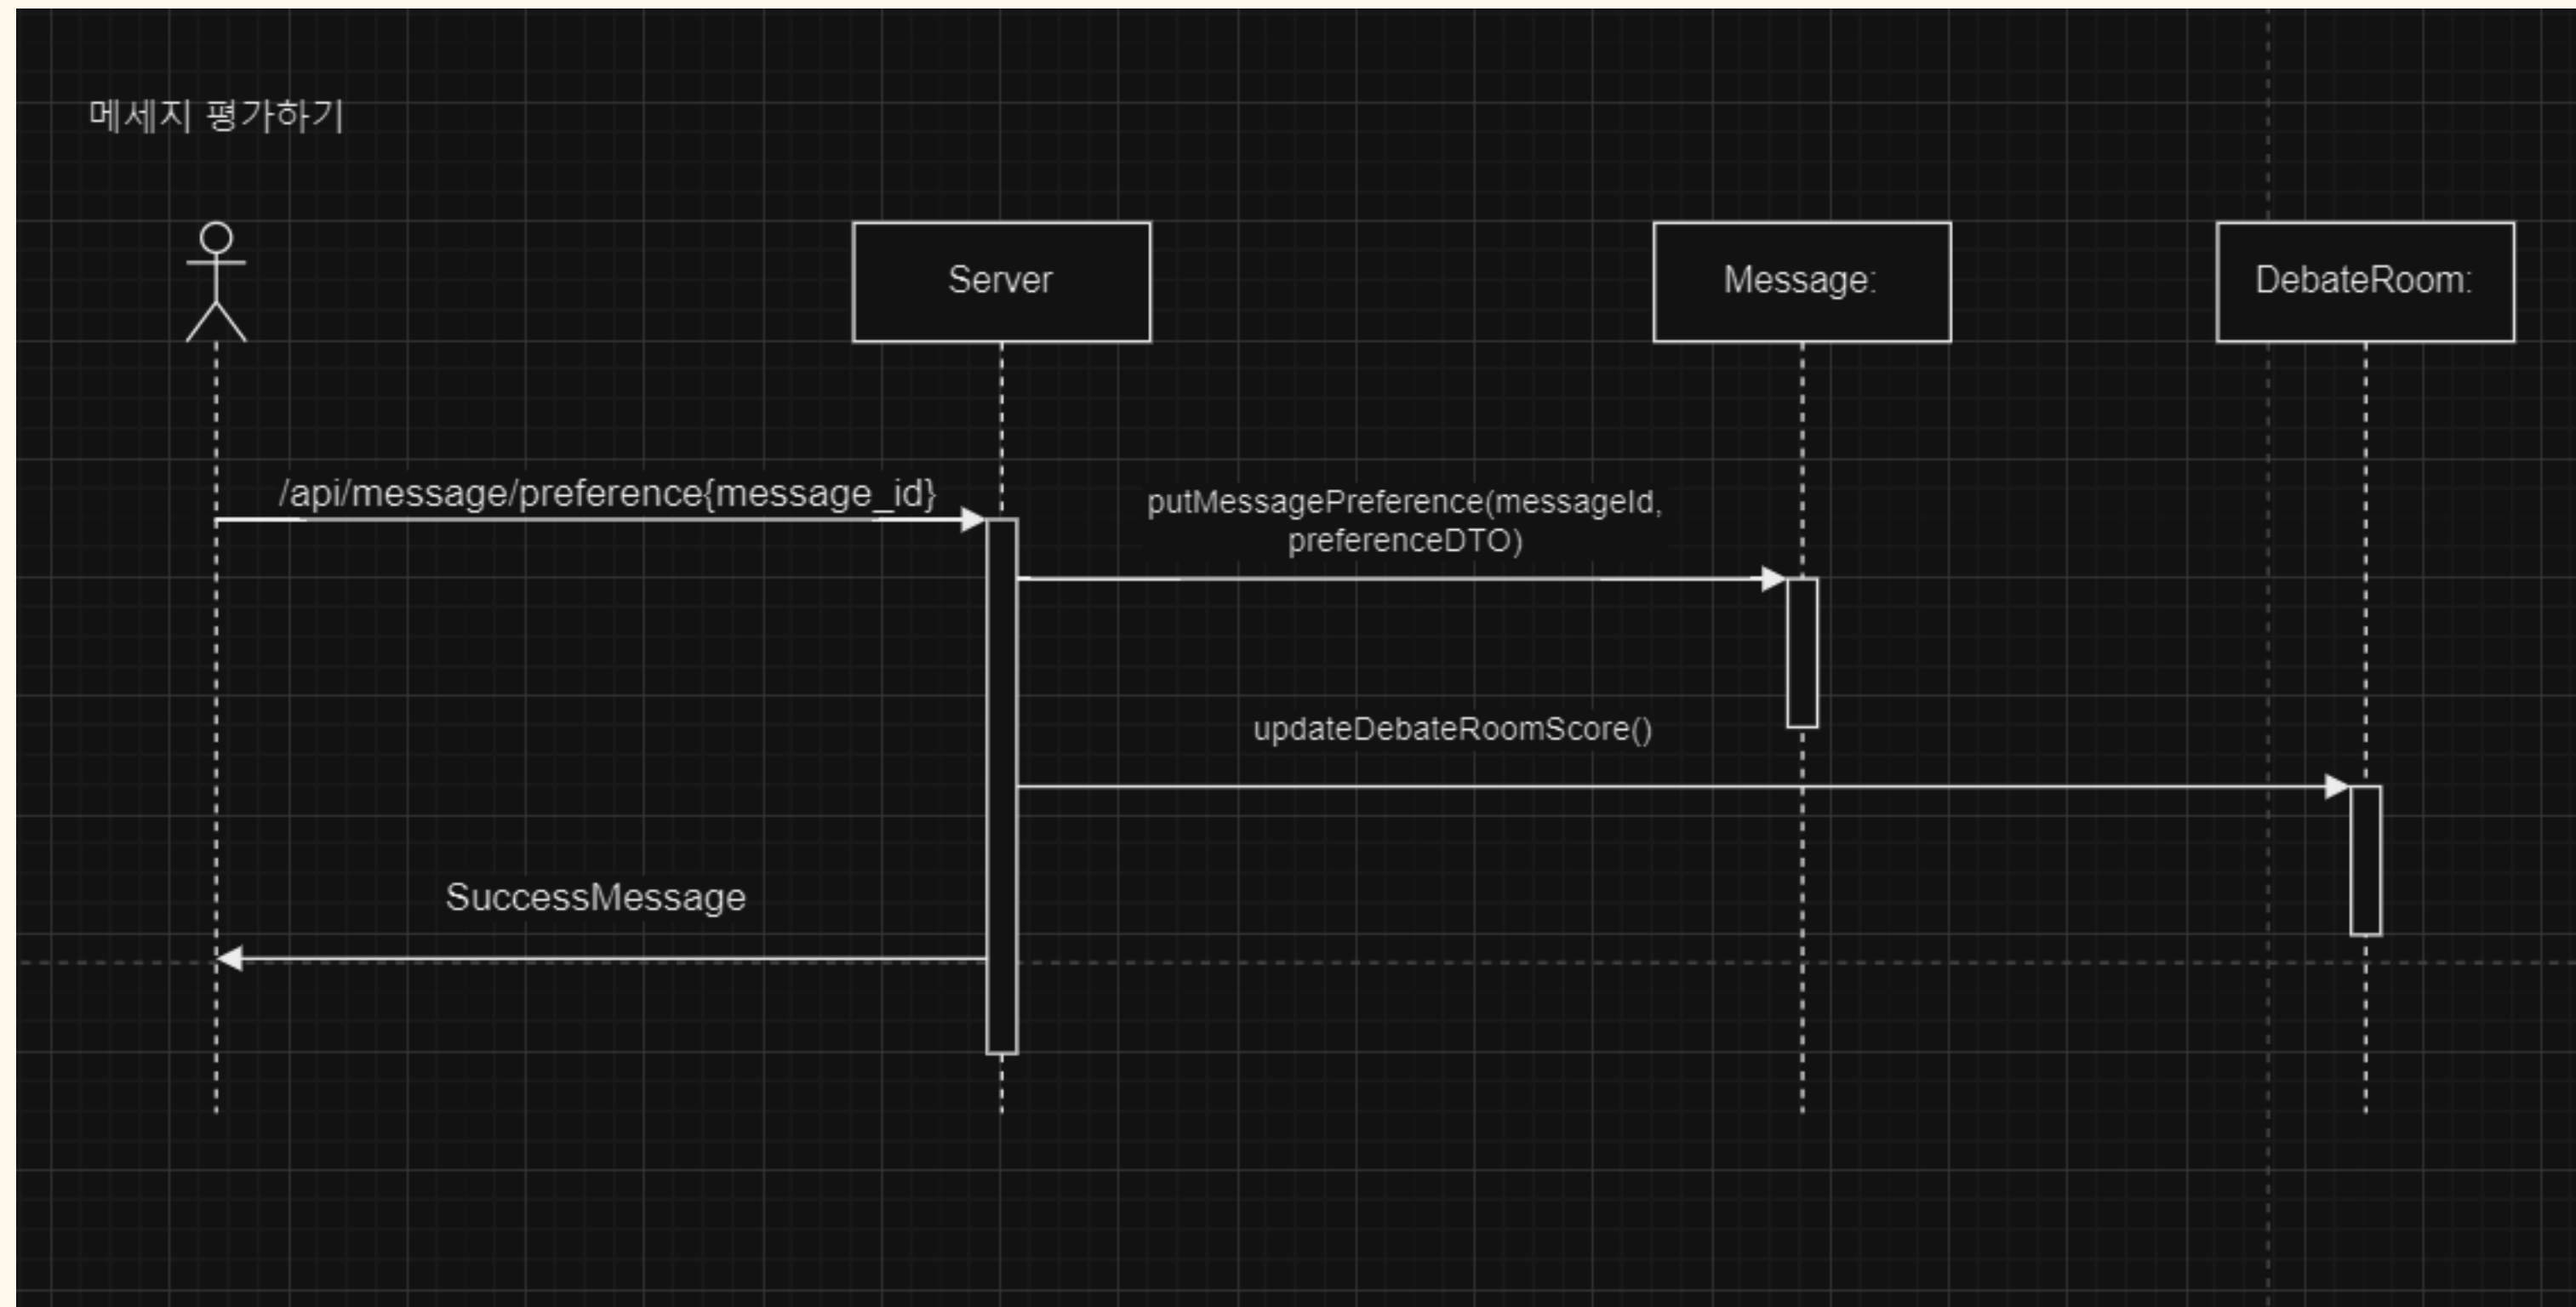 메세지 평가하기
Server
Message:
DebateRoom:
/api/message/preference{message_id}
putMessagePreference(messageId,
preferenceDTO)
updateDebateRoomScore()
SuccessMessage